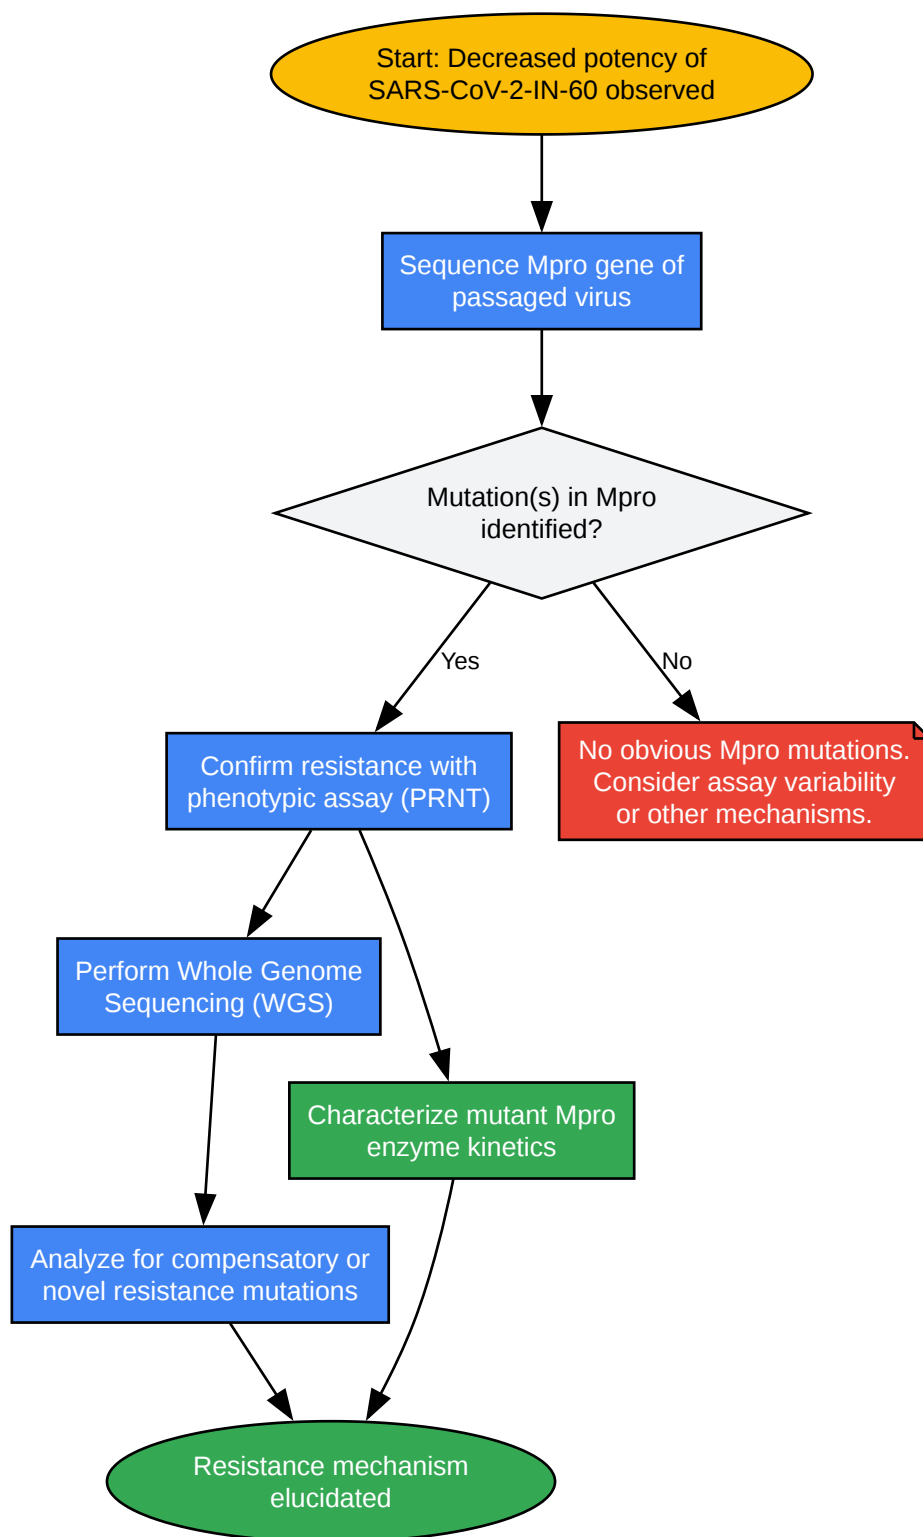 Start: Decreased potency of
SARS-CoV-2-IN-60 observed
Sequence Mpro gene of
passaged virus
Mutation(s) in Mpro
identified?
Yes
No
Confirm resistance with
phenotypic assay (PRNT)
No obvious Mpro mutations.
Consider assay variability
or other mechanisms.
Perform Whole Genome
Sequencing (WGS)
Characterize mutant Mpro
enzyme kinetics
Analyze for compensatory or
novel resistance mutations
Resistance mechanism
elucidated